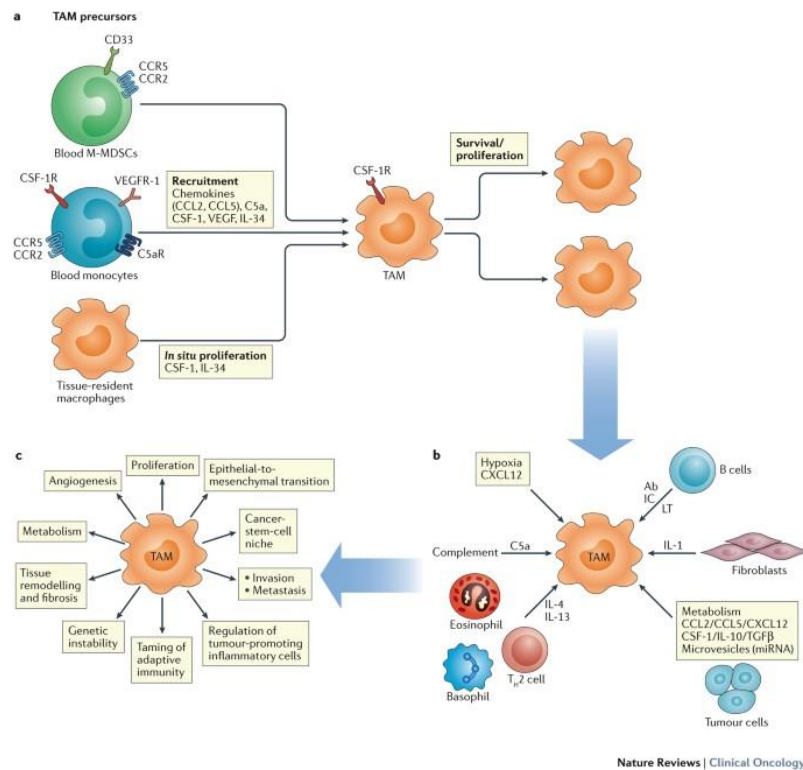 a TAM precursors
CD33
CCR5
CCR2
Blood M-MDSCs
CSF-1R
VEGFR-1
CCR5
CCR2
C5aR
Blood monocytes
Recruitment
Chemokines
(CCL2, CCL5), C5a,
CSF-1, VEGF, IL-34
Tissue-resident
macrophages
In situ proliferation
CSF-1, IL-34
CSF-1R
TAM
Survival/
proliferation
b
Hypoxia
CXCL12
B cells
Ab
IC
LT
Complement
C5a
TAM
IL-1
Fibroblasts
Eosinophil
IL-4
IL-13
Basophil
TH2 cell
Metabolism
CCL2/CCL5/CXCL12
CSF-1/IL-10/TGFβ
Microvesicles (miRNA)
Tumour cells
c
Proliferation
Angiogenesis
Epithelial-to-
mesenchymal transition
Metabolism
TAM
Cancer-
stem-cell
niche
Tissue
remodelling
and fibrosis
• Invasion
• Metastasis
Genetic
instability
Taming of
adaptive
immunity
Regulation of
tumour-promoting
inflammatory cells
Nature Reviews | Clinical Oncology